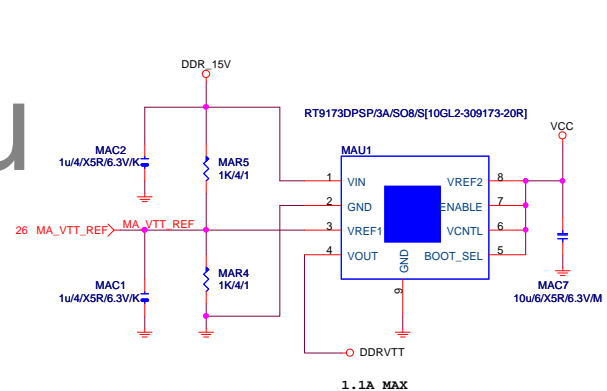 DDR_15V
u
RT9173DPSP/3A/SO8/S[10GL2-309173-20R]
VCC
MAC2
1u/4/X5R/6.3V/K
MAR5
1K/4/1
MAU1
1 VIN VREF2 8
2 GND ENABLE 7
26 MA_VTT_REF MA_VTT_REF 3 VREF1 VCNTL 6
4 VOUT BOOT_SEL 5
GND
9
MAC1
1u/4/X5R/6.3V/K
MAR4
1K/4/1
MAC7
10u/6/X5R/6.3V/M
DDRVTT
1.1A MAX